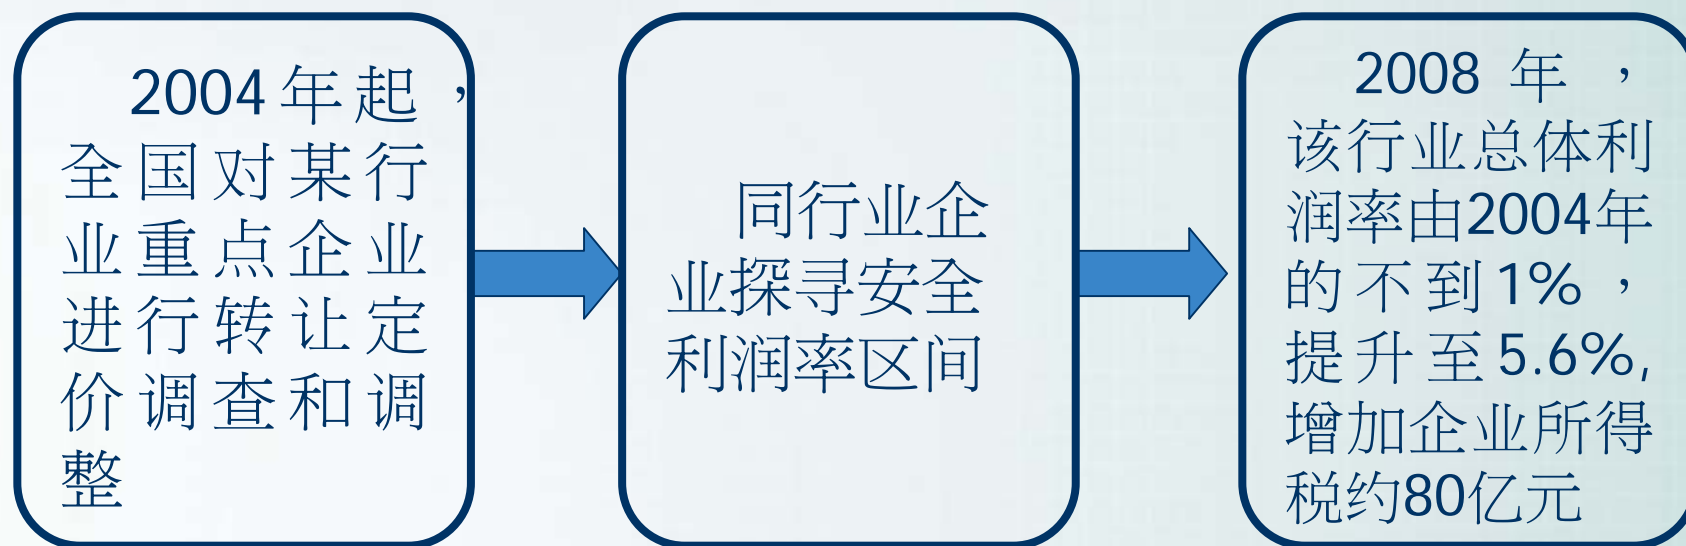 2004年起，
全国对某行
业重点企业
进行转让定
价调查和调
整
同行业企
业探寻安全
利润率区间
2008年，
该行业总体利
润率由2004年
的不到1%，
提升至5.6%,
增加企业所得
税约80亿元